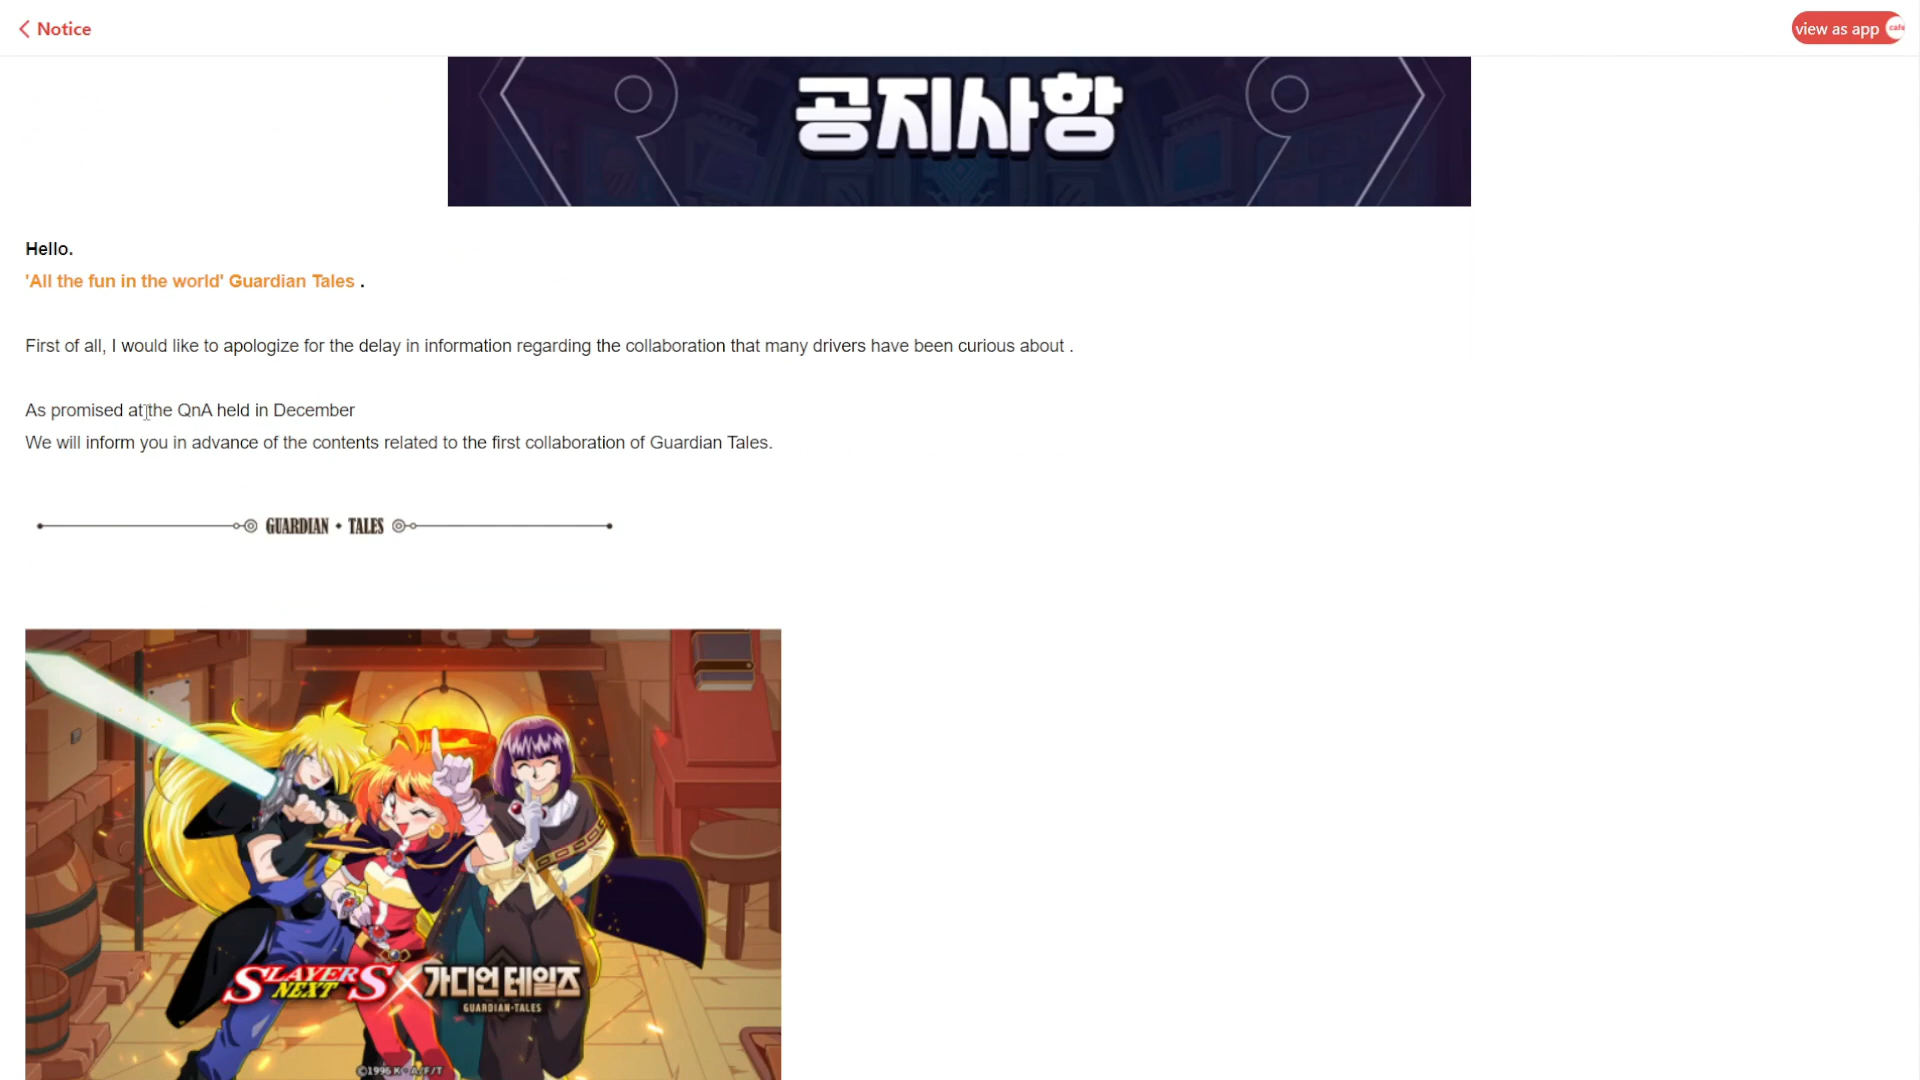 Notice
view as app
공지사항
Hello.
'All the fun in the world' Guardian Tales .
First of all, I would like to apologize for the delay in information regarding the collaboration that many drivers have been curious about .
As promised at the QnA held in December
We will inform you in advance of the contents related to the first collaboration of Guardian Tales.
GUARDIAN • TALES
SLAYERS NEXT X 가디언 테일즈
GUARDIAN•TALES